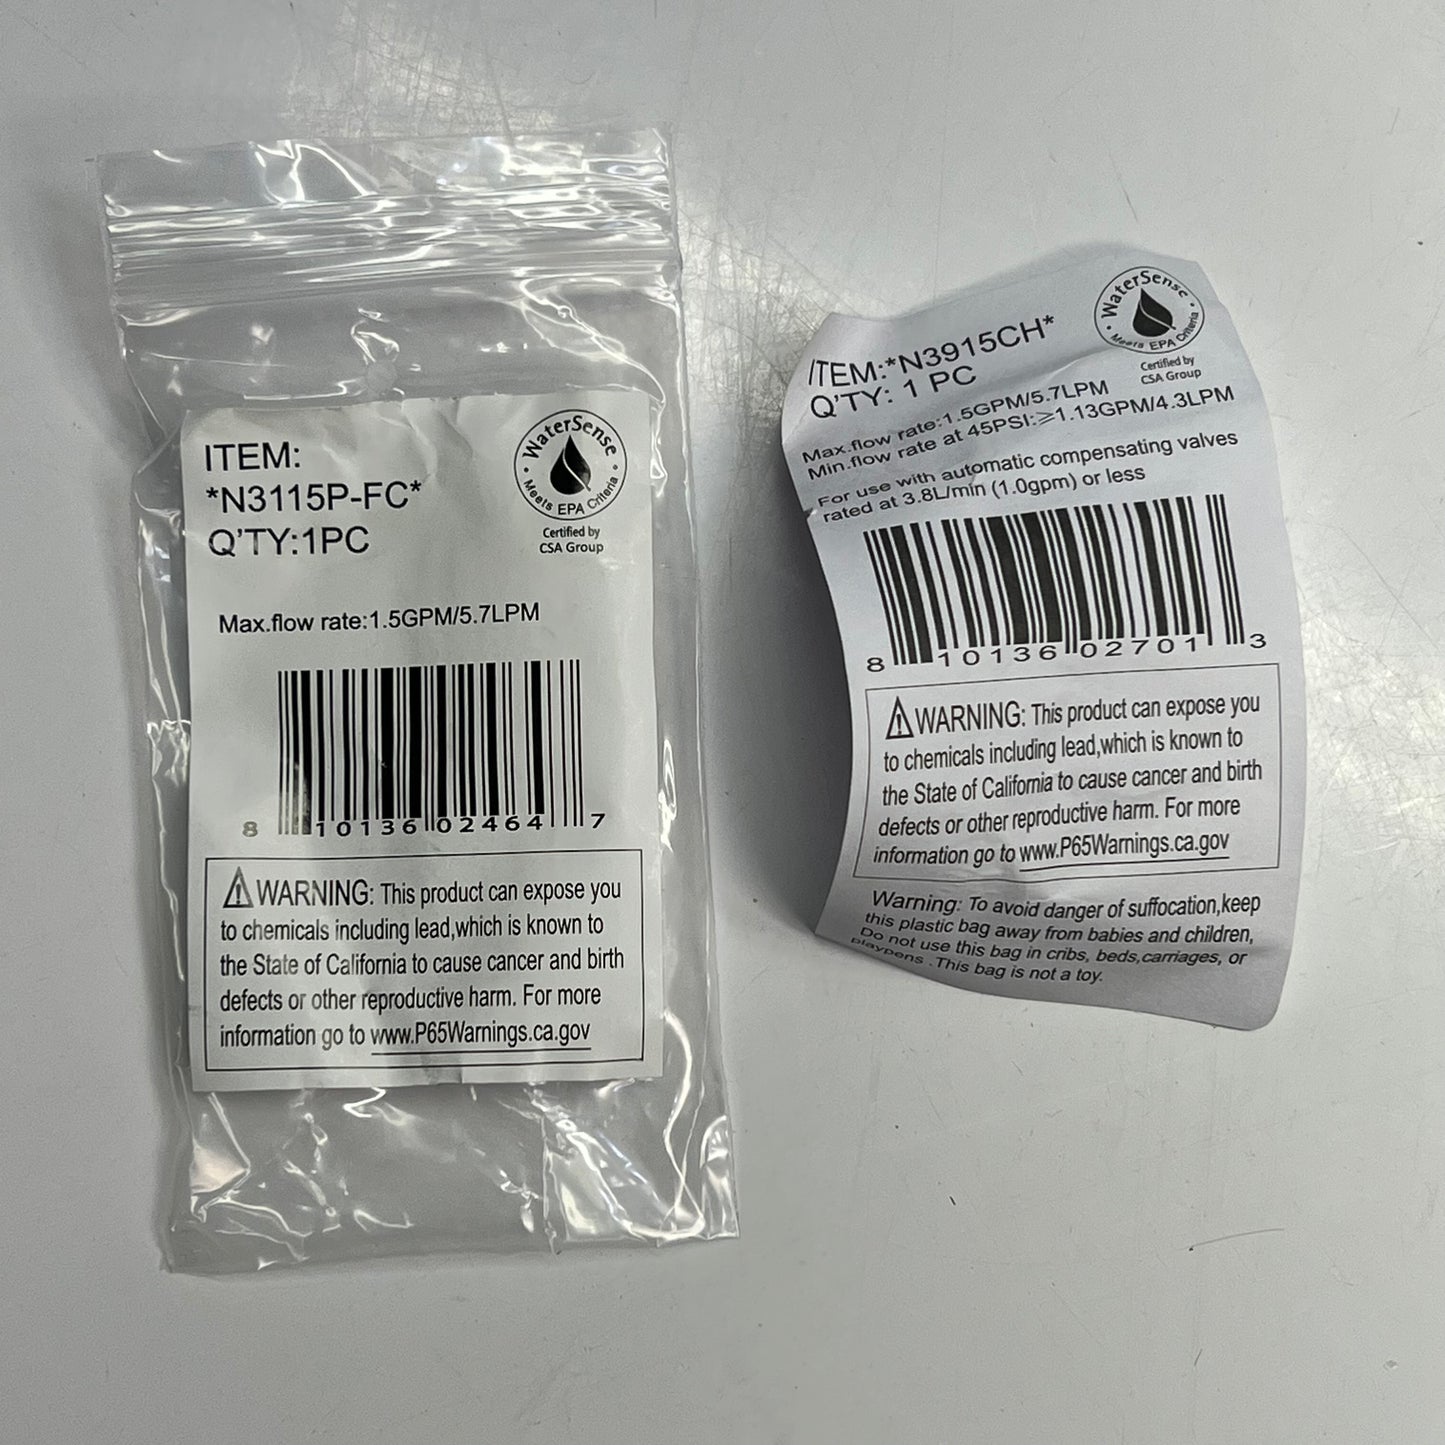 ITEM:
*N3115P-FC*
Q'TY:1PC
WaterSense
Meets EPA Criteria
Certified by
CSA Group
Max.flow rate:1.5GPM/5.7LPM
8 10136 02464 7
WARNING: This product can expose you
to chemicals including lead,which is known to
the State of California to cause cancer and birth
defects or other reproductive harm. For more
information go to www.P65Warnings.ca.gov
ITEM:*N3915CH*
Q'TY: 1 PC
WaterSense
Meets EPA Criteria
Certified by
CSA Group
Max.flow rate:1.5GPM/5.7LPM
Min.flow rate at 45PSI:≥1.13GPM/4.3LPM
For use with automatic compensating valves
rated at 3.8L/min (1.0gpm) or less
8 10136 02701 3
WARNING: This product can expose you
to chemicals including lead,which is known to
the State of California to cause cancer and birth
defects or other reproductive harm. For more
information go to www.P65Warnings.ca.gov
Warning: To avoid danger of suffocation,keep
this plastic bag away from babies and children,
Do not use this bag in cribs, beds,carriages, or
playpens .This bag is not a toy.